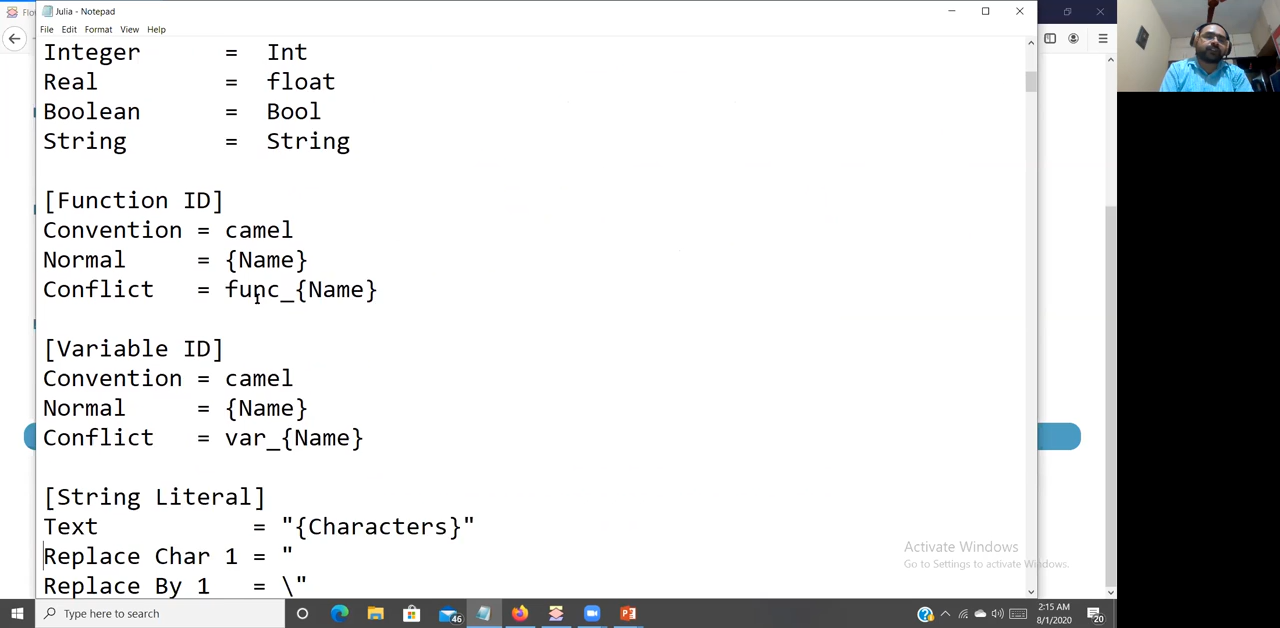 Flo
Julia - Notepad
File Edit Format View Help
Integer = Int
Real = float
Boolean = Bool
String = String
[Function ID]
Convention = camel
Normal = {Name}
Conflict = func_{Name}
[Variable ID]
Convention = camel
Normal = {Name}
Conflict = var_{Name}
[String Literal]
Text = "{Characters}"
Replace Char 1 = "
Replace By 1 = \"
Activate Windows
Go to Settings to activate Windows.
Type here to search
46
2:15 AM
8/1/2020
20